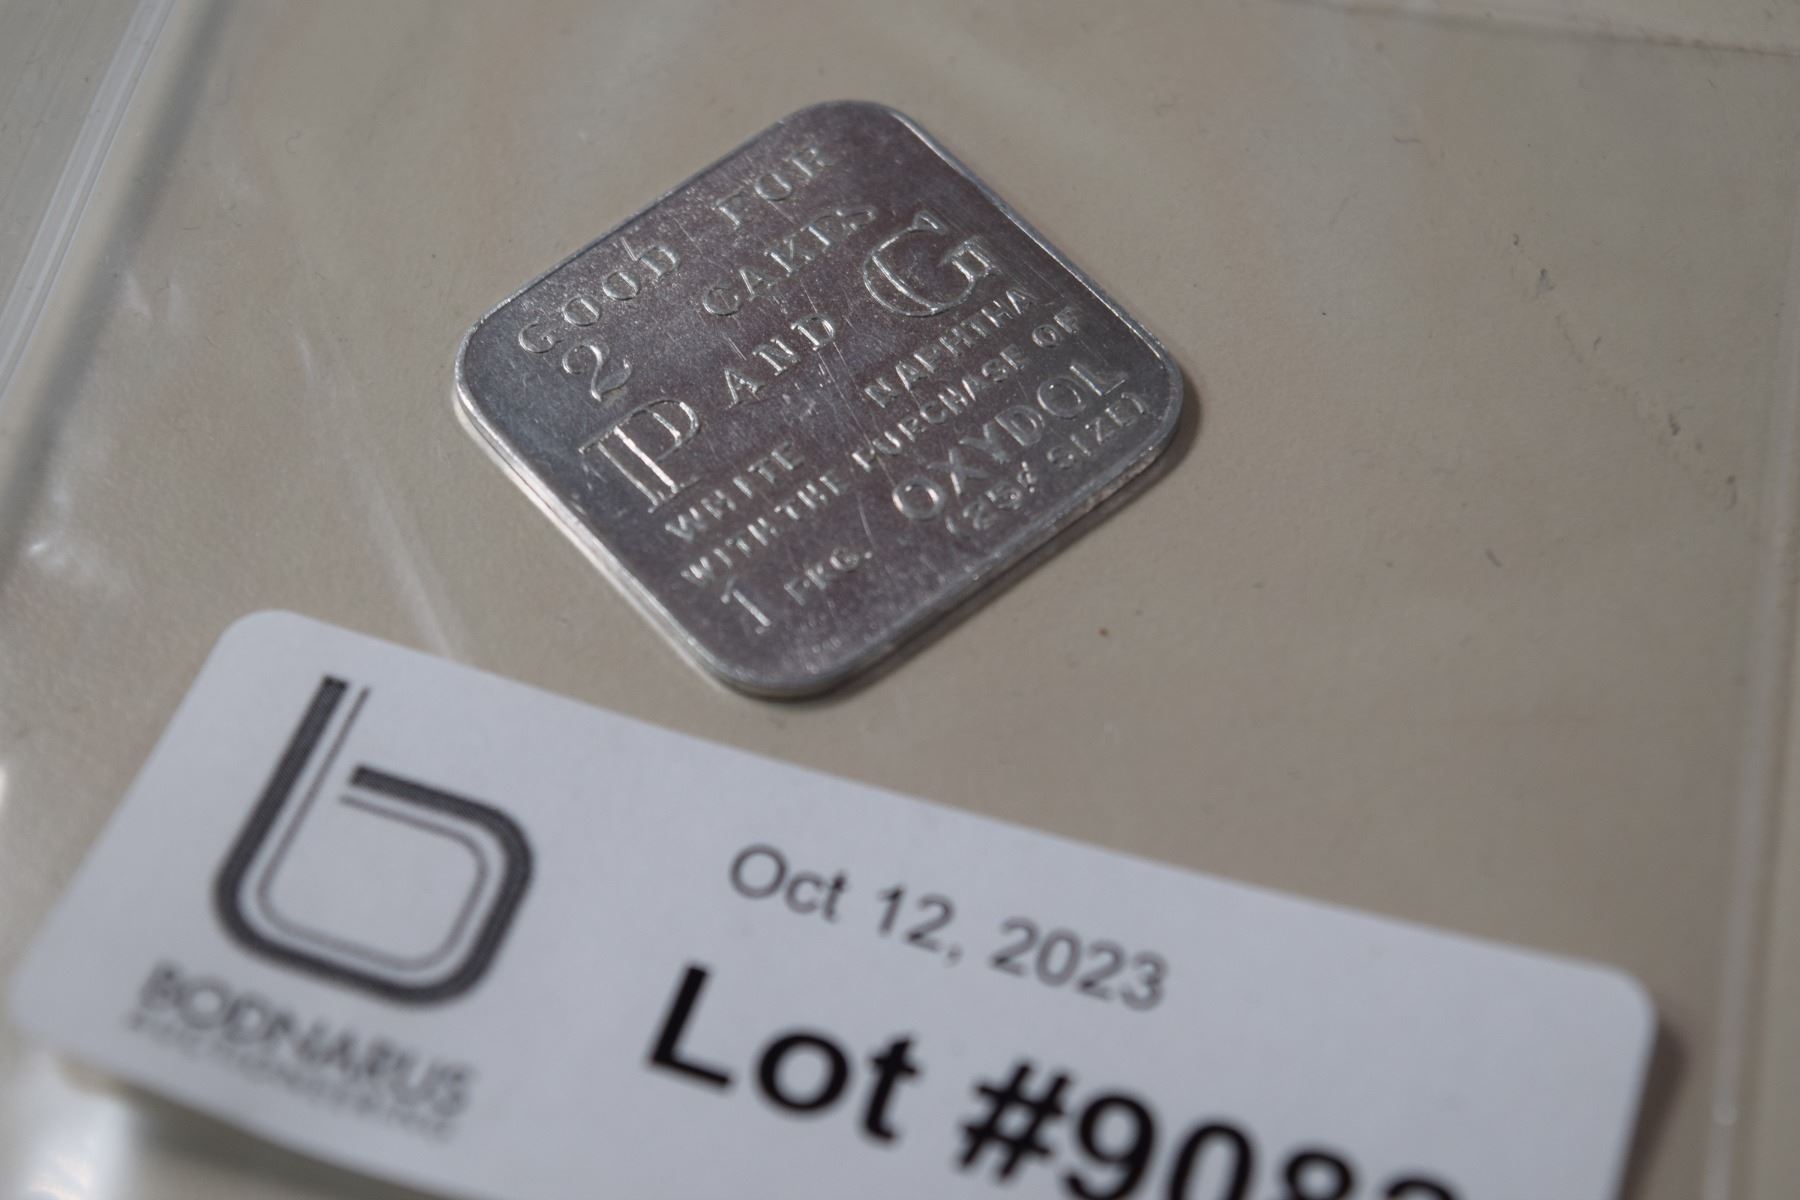 GOOD FOR
2 CAKES
P AND G
WHITE NAPHTHA
WITH THE PURCHASE OF
1 PKG. OXYDOL
(25¢ SIZE)
BODNARUS
Oct 12, 2023
Lot #9082